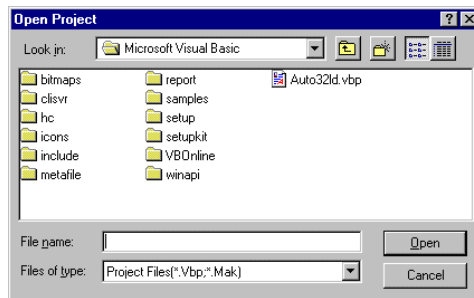 Open Project
Look in: Microsoft Visual Basic
bitmaps report Auto32ld.vbp
clisvr samples
hc setup
icons setupkit
include VBOnline
metafile winapi
File name: Open
Files of type: Project Files(*.Vbp;*.Mak) Cancel